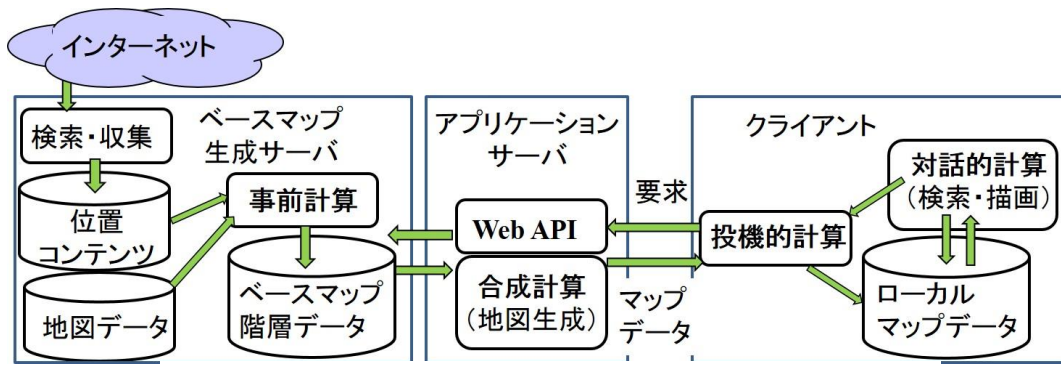 インターネット
検索・収集
ベースマップ
生成サーバ
位置
コンテンツ
事前計算
地図データ
ベースマップ
階層データ
アプリケーション
サーバ
Web API
合成計算
（地図生成）
要求
マップ
データ
クライアント
対話的計算
（検索・描画）
投機的計算
ローカル
マップデータ